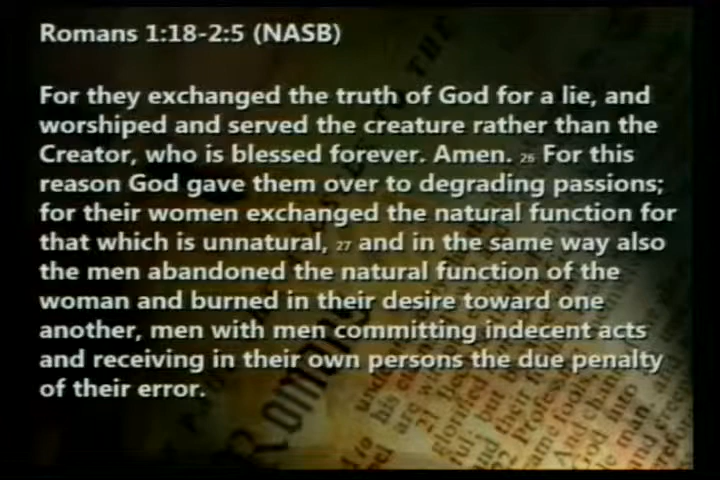 Romans 1:18-2:5 (NASB)
For they exchanged the truth of God for a lie, and
worshiped and served the creature rather than the
Creator, who is blessed forever. Amen. 26 For this
reason God gave them over to degrading passions;
for their women exchanged the natural function for
that which is unnatural, 27 and in the same way also
the men abandoned the natural function of the
woman and burned in their desire toward one
another, men with men committing indecent acts
and receiving in their own persons the due penalty
of their error.